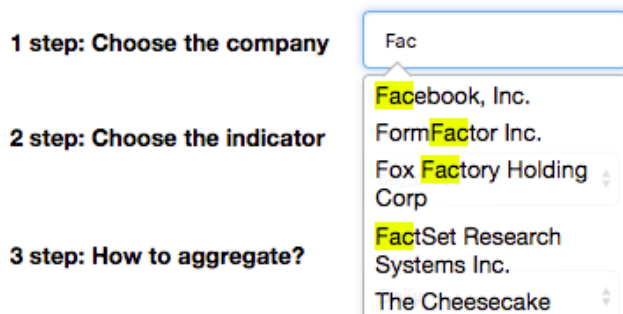 1 step: Choose the company
Fac
Facebook, Inc.
2 step: Choose the indicator
FormFactor Inc.
Fox Factory Holding
Corp
FactSet Research
3 step: How to aggregate?
Systems Inc.
The Cheesecake